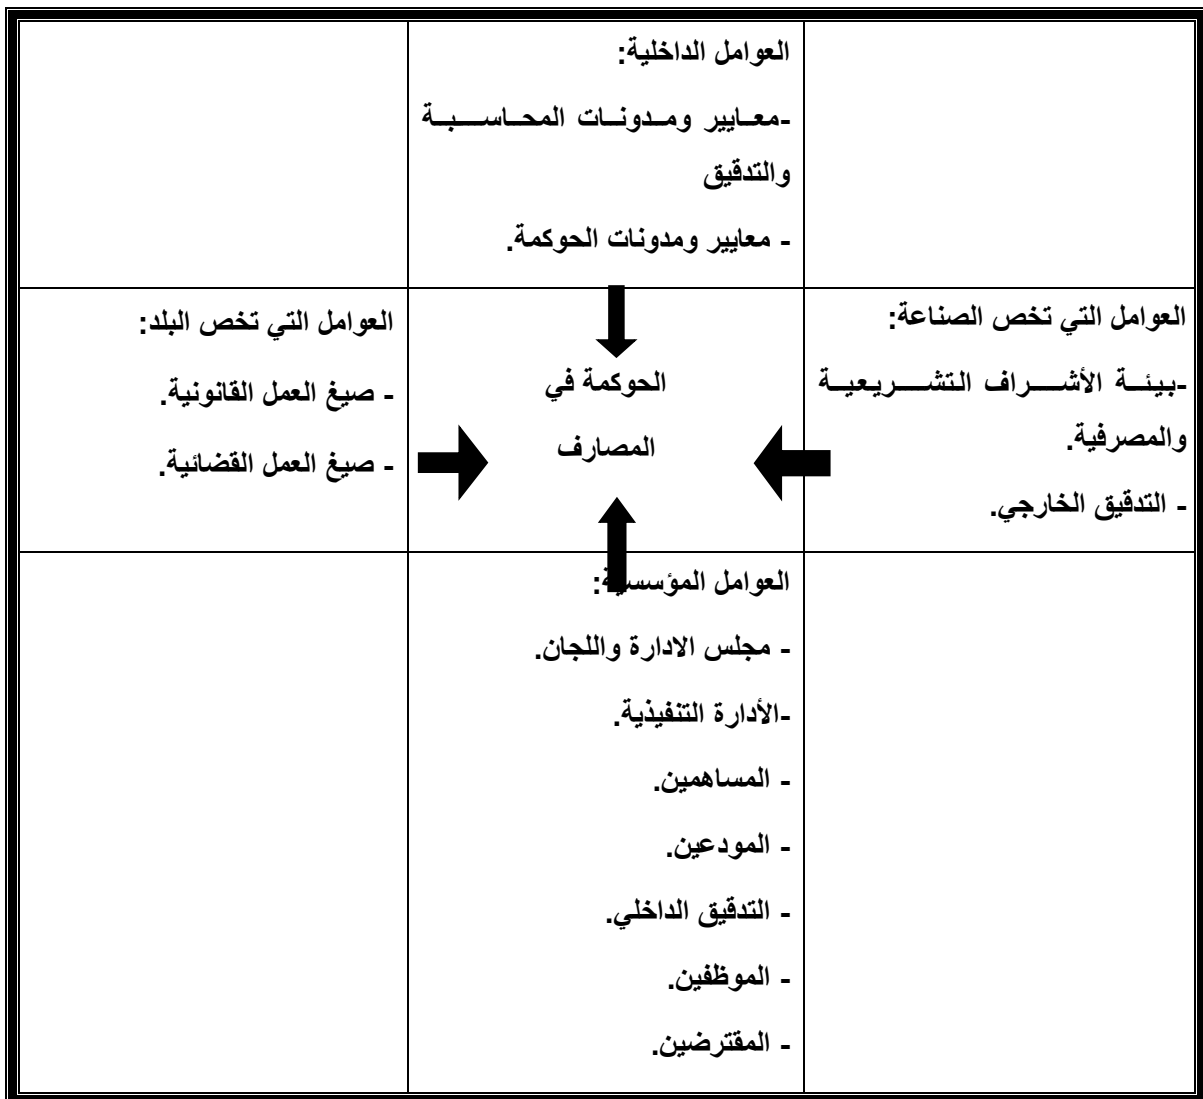 العوامل الداخلية:
-معايير ومدونات المحاسبة
والتدقيق
- معايير ومدونات الحوكمة.
العوامل التي تخص الصناعة:
-بيئة الأشراف التشريعية
والمصرفية.
- التدقيق الخارجي.
الحوكمة في
المصارف
العوامل التي تخص البلد:
- صيغ العمل القانونية.
- صيغ العمل القضائية.
العوامل المؤسسية:
- مجلس الادارة واللجان.
-الأدارة التنفيذية.
- المساهمين.
- المودعين.
- التدقيق الداخلي.
- الموظفين.
- المقترضين.